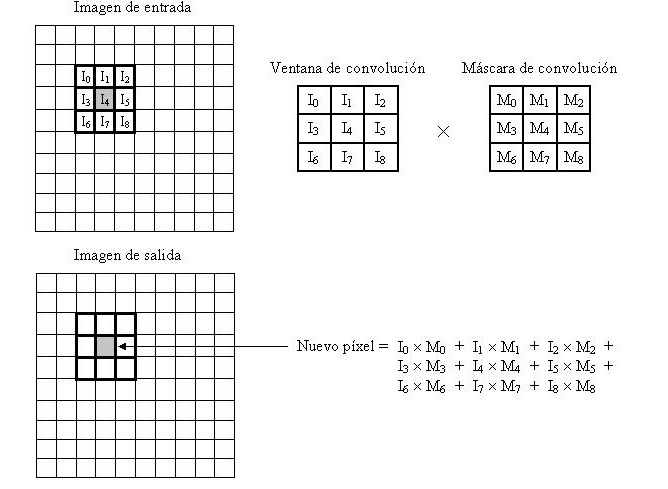 Imagen de entrada
I0 I1 I2
I3 I4 I5
I6 I7 I8
Ventana de convolución
I0 I1 I2
I3 I4 I5
I6 I7 I8
×
Máscara de convolución
M0 M1 M2
M3 M4 M5
M6 M7 M8
Imagen de salida
Nuevo píxel = I0 × M0 + I1 × M1 + I2 × M2 +
I3 × M3 + I4 × M4 + I5 × M5 +
I6 × M6 + I7 × M7 + I8 × M8